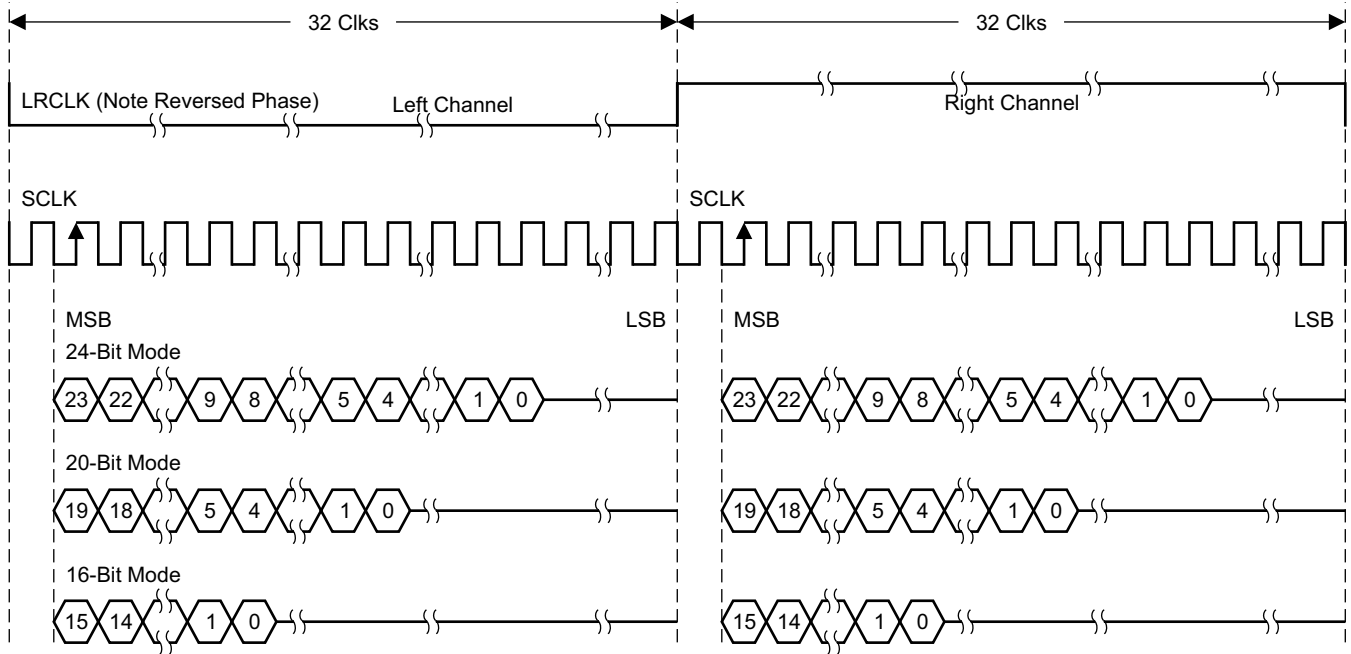 32 Clks 32 Clks
LRCLK (Note Reversed Phase) Left Channel Right Channel
SCLK SCLK
MSB LSB MSB LSB
24-Bit Mode
23 22 9 8 5 4 1 0 23 22 9 8 5 4 1 0
20-Bit Mode
19 18 5 4 1 0 19 18 5 4 1 0
16-Bit Mode
15 14 1 0 15 14 1 0